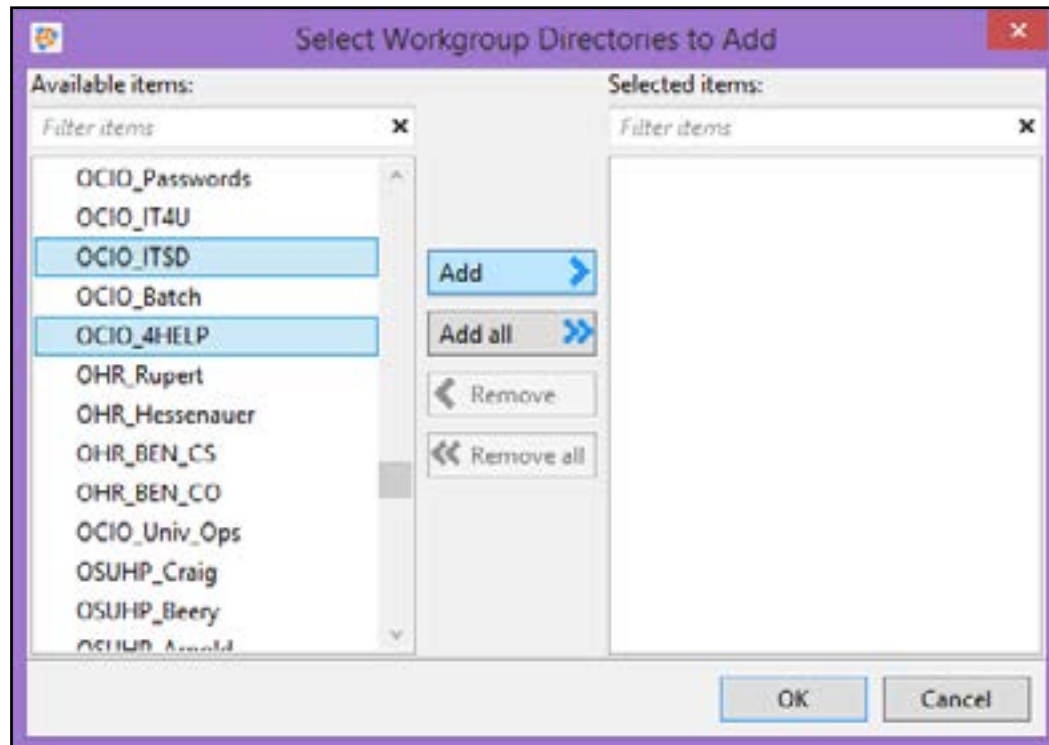 Select Workgroup Directories to Add
Available items:
Selected items:
Filter items
Filter items
OCIO_Passwords
OCIO_IT4U
OCIO_ITSD
OCIO_Batch
OCIO_4HELP
OHR_Rupert
OHR_Hessenauer
OHR_BEN_CS
OHR_BEN_CO
OCIO_Univ_Ops
OSUHP_Craig
OSUHP_Beery
Add
Add all
Remove
Remove all
OK
Cancel